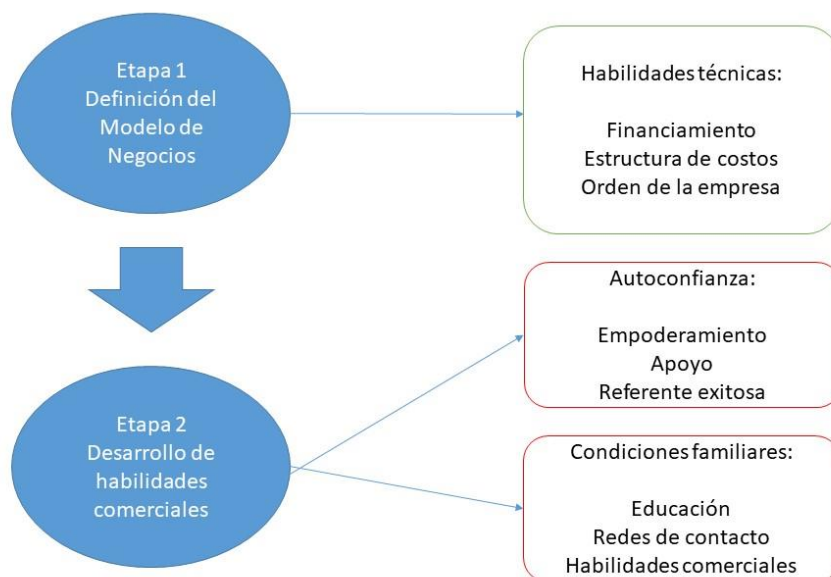 Etapa 1
Definición del
Modelo de
Negocios
Habilidades técnicas:
Financiamiento
Estructura de costos
Orden de la empresa
Autoconfianza:
Empoderamiento
Apoyo
Referente exitosa
Etapa 2
Desarrollo de
habilidades
comerciales
Condiciones familiares:
Educación
Redes de contacto
Habilidades comerciales